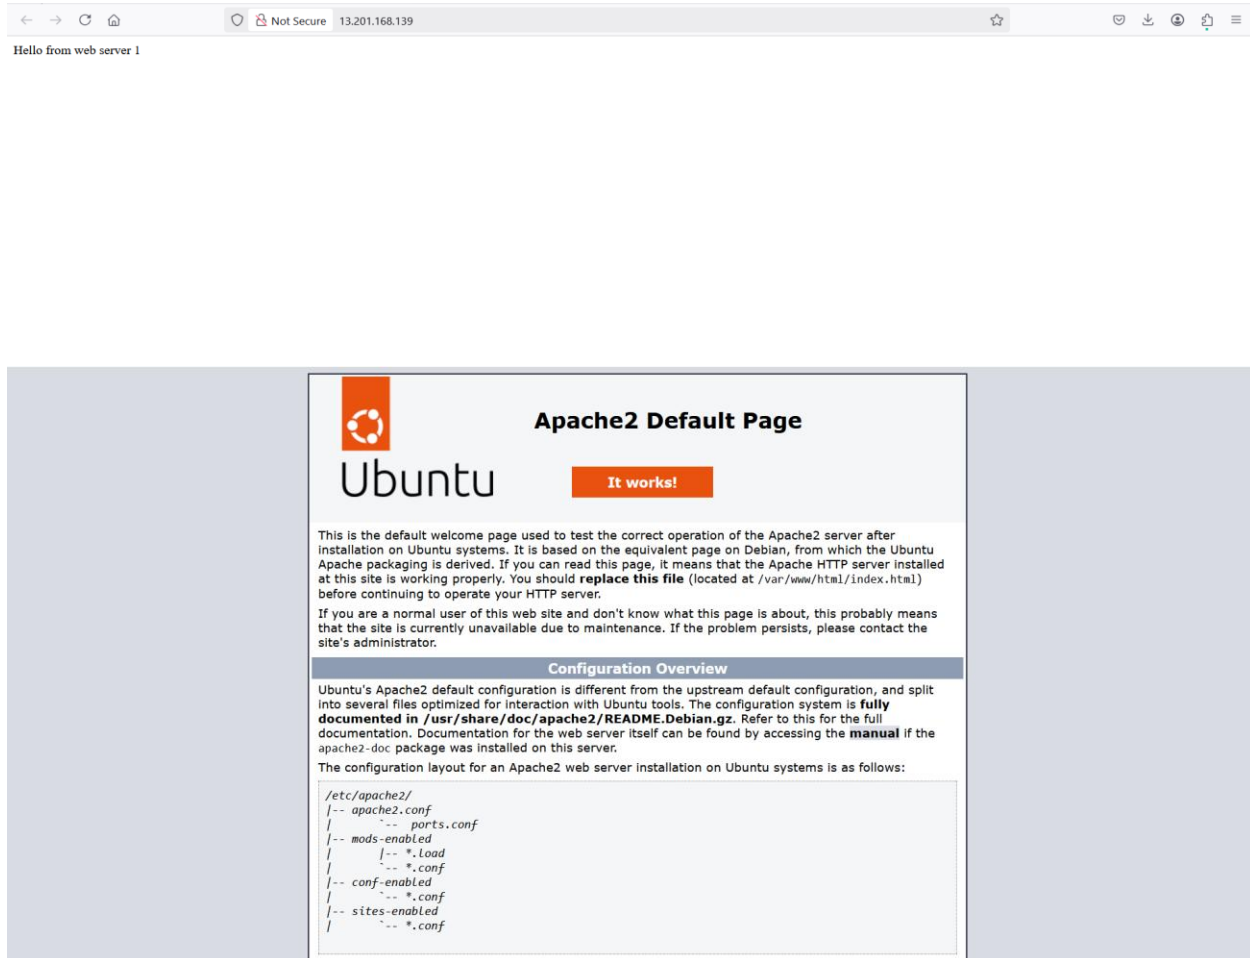 Not Secure 13.201.168.139
Hello from web server 1
Ubuntu
Apache2 Default Page
It works!
This is the default welcome page used to test the correct operation of the Apache2 server after
installation on Ubuntu systems. It is based on the equivalent page on Debian, from which the Ubuntu
Apache packaging is derived. If you can read this page, it means that the Apache HTTP server installed
at this site is working properly. You should replace this file (located at /var/www/html/index.html)
before continuing to operate your HTTP server.
If you are a normal user of this web site and don't know what this page is about, this probably means
that the site is currently unavailable due to maintenance. If the problem persists, please contact the
site's administrator.
Configuration Overview
Ubuntu's Apache2 default configuration is different from the upstream default configuration, and split
into several files optimized for interaction with Ubuntu tools. The configuration system is fully
documented in /usr/share/doc/apache2/README.Debian.gz. Refer to this for the full
documentation. Documentation for the web server itself can be found by accessing the manual if the
apache2-doc package was installed on this server.
The configuration layout for an Apache2 web server installation on Ubuntu systems is as follows:
/etc/apache2/
|-- apache2.conf
|       `--  ports.conf
|-- mods-enabled
|       |-- *.load
|       `-- *.conf
|-- conf-enabled
|       `-- *.conf
|-- sites-enabled
|       `-- *.conf